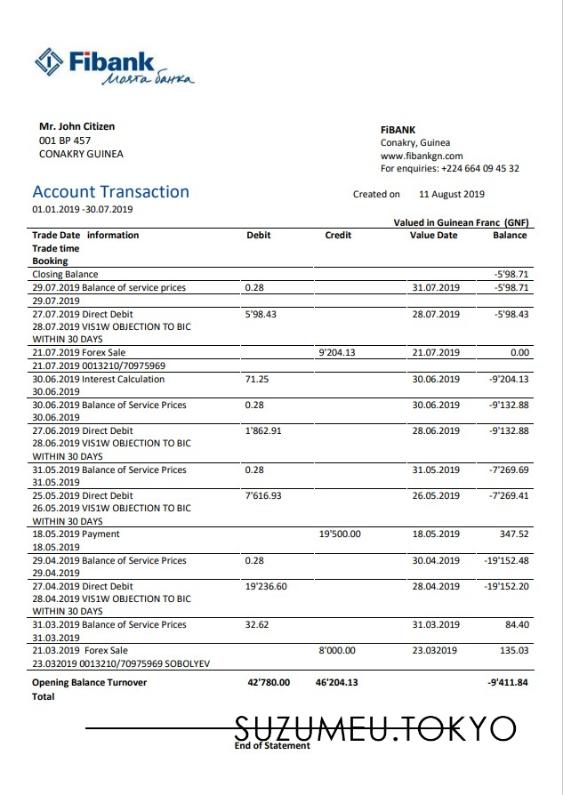 Fibank
Моята банка
Mr. John Citizen
001 BP 457
CONAKRY GUINEA
FiBANK
Conakry, Guinea
www.fibankgn.com
For enquiries: +224 664 09 45 32
Account Transaction
01.01.2019 -30.07.2019
Created on 11 August 2019
Valued in Guinean Franc (GNF)
Trade Date information Debit Credit Value Date Balance
Trade time
Booking
Closing Balance -5'98.71
29.07.2019 Balance of service prices 0.28 31.07.2019 -5'98.71
29.07.2019
27.07.2019 Direct Debit 5'98.43 28.07.2019 -5'98.43
28.07.2019 VIS1W OBJECTION TO BIC
WITHIN 30 DAYS
21.07.2019 Forex Sale 9'204.13 21.07.2019 0.00
21.07.2019 0013210/70975969
30.06.2019 Interest Calculation 71.25 30.06.2019 -9'204.13
30.06.2019
30.06.2019 Balance of Service Prices 0.28 30.06.2019 -9'132.88
30.06.2019
27.06.2019 Direct Debit 1'862.91 28.06.2019 -9'132.88
28.06.2019 VIS1W OBJECTION TO BIC
WITHIN 30 DAYS
31.05.2019 Balance of Service Prices 0.28 31.05.2019 -7'269.69
31.05.2019
25.05.2019 Direct Debit 7'616.93 26.05.2019 -7'269.41
26.05.2019 VIS1W OBJECTION TO BIC
WITHIN 30 DAYS
18.05.2019 Payment 19'500.00 18.05.2019 347.52
18.05.2019
29.04.2019 Balance of Service Prices 0.28 30.04.2019 -19'152.48
29.04.2019
27.04.2019 Direct Debit 19'236.60 28.04.2019 -19'152.20
28.04.2019 VIS1W OBJECTION TO BIC
WITHIN 30 DAYS
31.03.2019 Balance of Service Prices 32.62 31.03.2019 84.40
31.03.2019
21.03.2019 Forex Sale 8'000.00 23.032019 135.03
23.032019 0013210/70975969 SOBOLYEV
Opening Balance Turnover 42'780.00 46'204.13 -9'411.84
Total
SUZUMEU.TOKYO
End of Statement